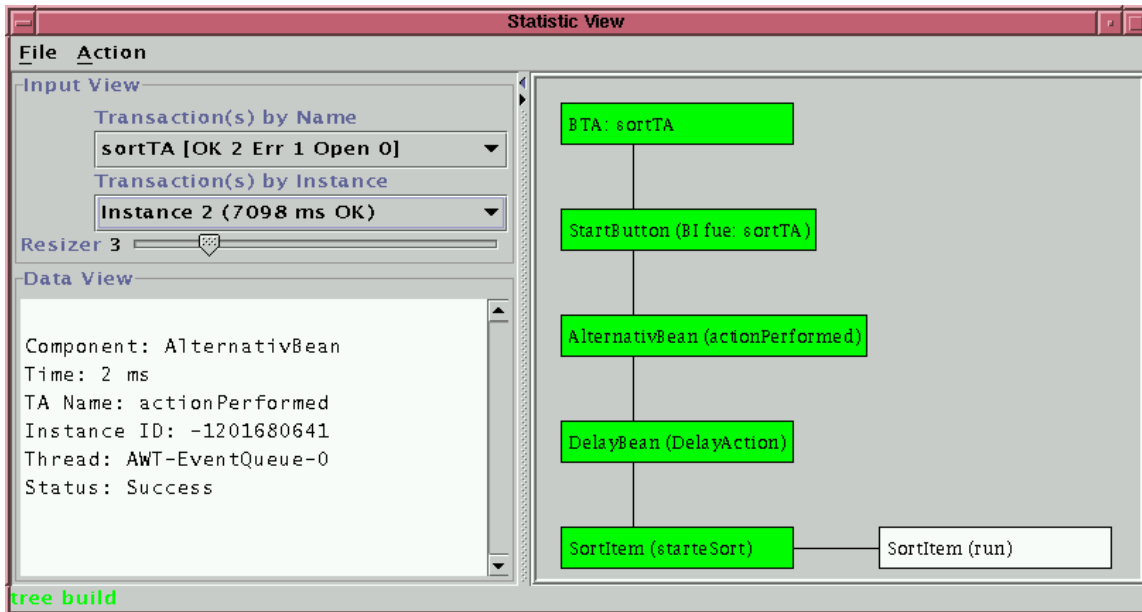 Statistic View
File Action
Input View
Transaction(s) by Name
sortTA [OK 2 Err 1 Open 0]
Transaction(s) by Instance
Instance 2 (7098 ms OK)
Resizer 3
Data View
Component: AlternativBean
Time: 2 ms
TA Name: actionPerformed
Instance ID: -1201680641
Thread: AWT-EventQueue-0
Status: Success
BTA: sortTA
StartButton (BI fue: sortTA)
AlternativBean (actionPerformed)
DelayBean (DelayAction)
SortItem (starteSort)
SortItem (run)
tree build